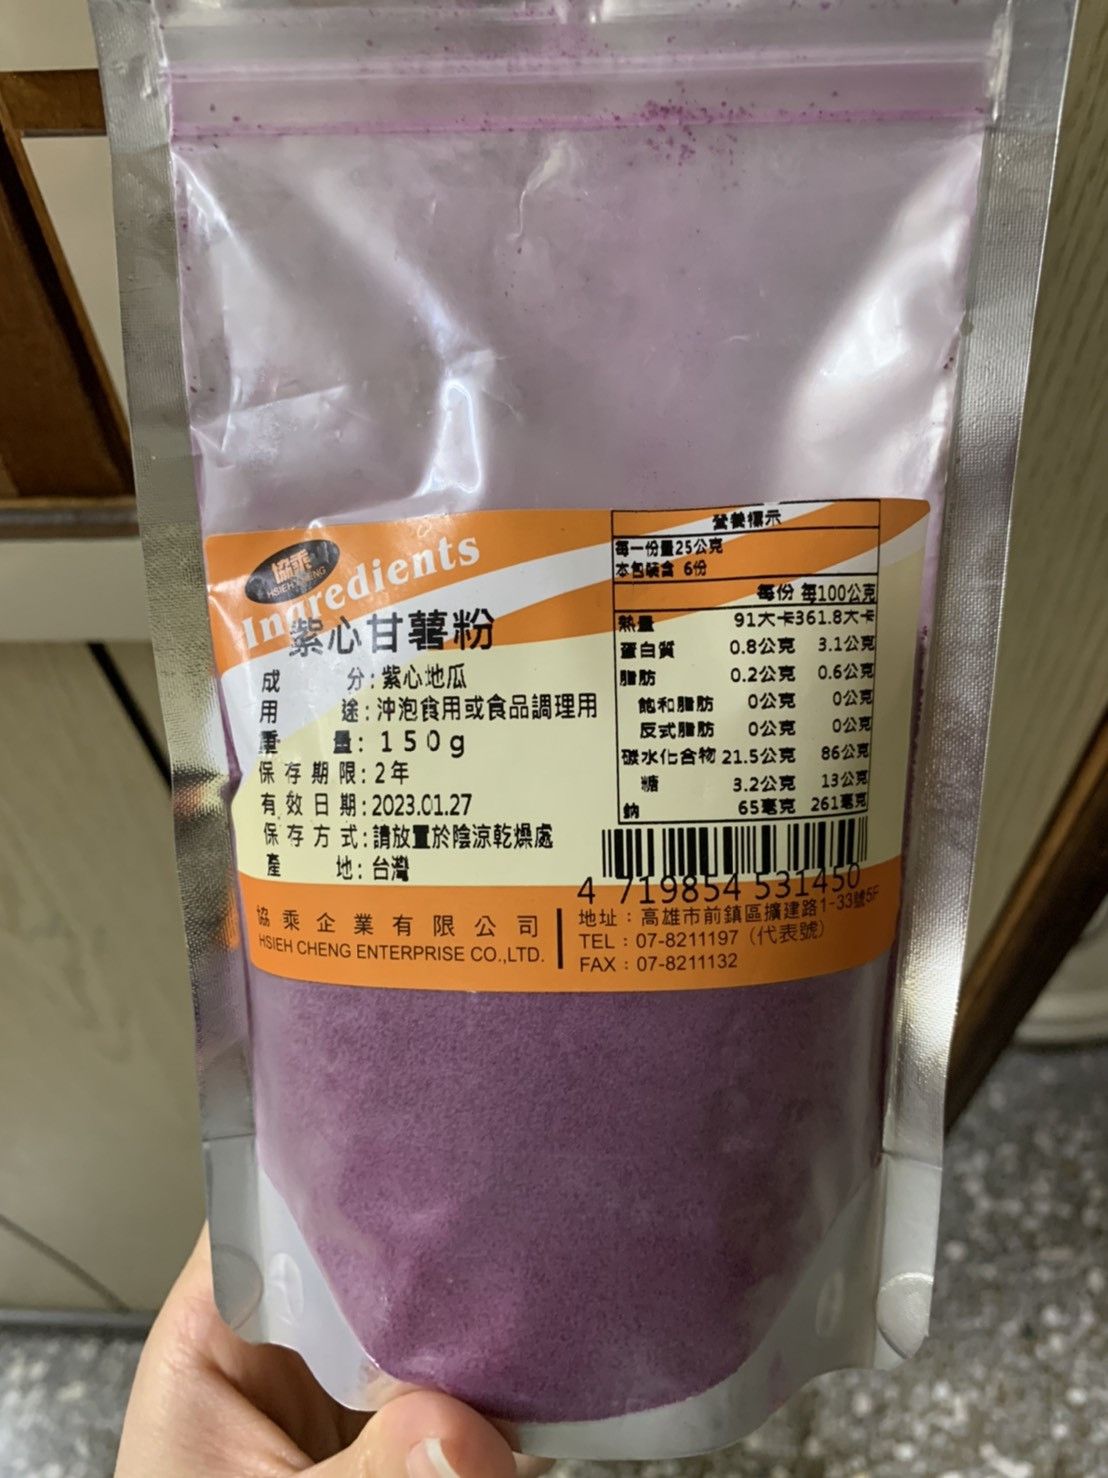 協乘
HSIEH CHENG
Ingredients
紫心甘薯粉
成 分:紫心地瓜
用 途:沖泡食用或食品調理用
重 量:150g
保存期限:2年
有效日期:2023.01.27
保存方式:請放置於陰涼乾燥處
產 地:台灣
營養標示
每一份量25公克
本包裝含 6份
每份 每100公克
熱量 91大卡 361.8大卡
蛋白質 0.8公克 3.1公克
脂肪 0.2公克 0.6公克
飽和脂肪 0公克 0公克
反式脂肪 0公克 0公克
碳水化合物 21.5公克 86公克
糖 3.2公克 13公克
鈉 65毫克 261毫克
4 719854 531450
協乘企業有限公司
HSIEH CHENG ENTERPRISE CO.,LTD.
地址:高雄市前鎮區擴建路1-33號5F
TEL:07-8211197(代表號)
FAX:07-8211132